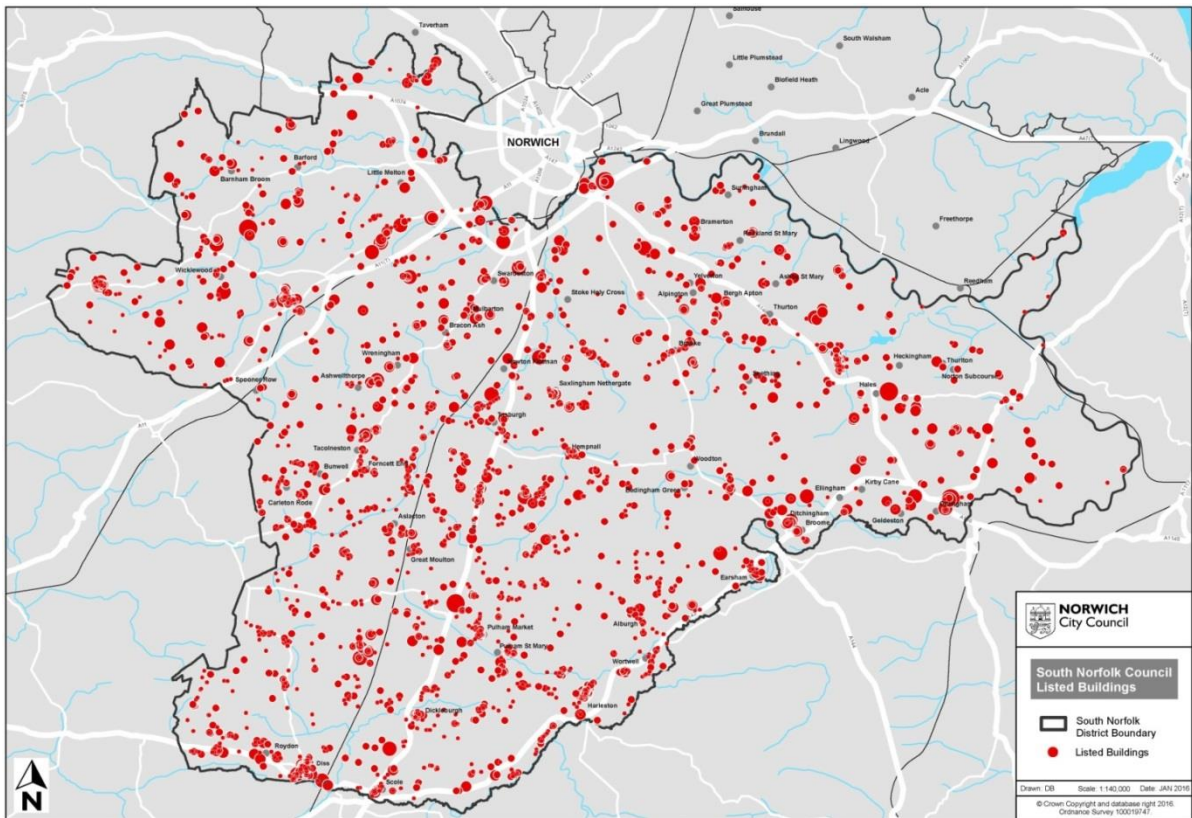 Salhouse
Taverham
South Walsham
Little Plumstead
Blofield Heath
Acle
Great Plumstead
NORWICH
Brundall
Lingwood
Barford
Barnham Broom
Little Melton
Surlingham
Bramerton
Freethorpe
Rockland St Mary
Wicklewood
Swardeston
Yelverton
Ashby St Mary
Alpington
Bergh Apton
Reedham
Stoke Holy Cross
Mulbarton
Thurton
Bracon Ash
Brooke
Wreningham
Newton Flotman
Heckingham
Thurlton
Norton Subcourse
Ashwellthorpe
Spooner Row
Saxlingham Nethergate
Seething
Hales
Tasburgh
Tacolneston
Hempnall
Forncett End
Bunwell
Woodton
Carleton Rode
Bedingham Green
Ellingham
Kirby Cane
Geldeston
Gillingham
Ditchingham
Broome
Aslacton
Great Moulton
Earsham
Alburgh
Pulham Market
Pulham St Mary
Wortwell
Harleston
Dickleburgh
Roydon
Diss
Scole
N
NORWICH
City Council
South Norfolk Council
Listed Buildings
South Norfolk
District Boundary
Listed Buildings
Drawn: DB Scale: 1:140,000 Date: JAN 2016
© Crown Copyright and database right 2016.
Ordnance Survey 100019747.